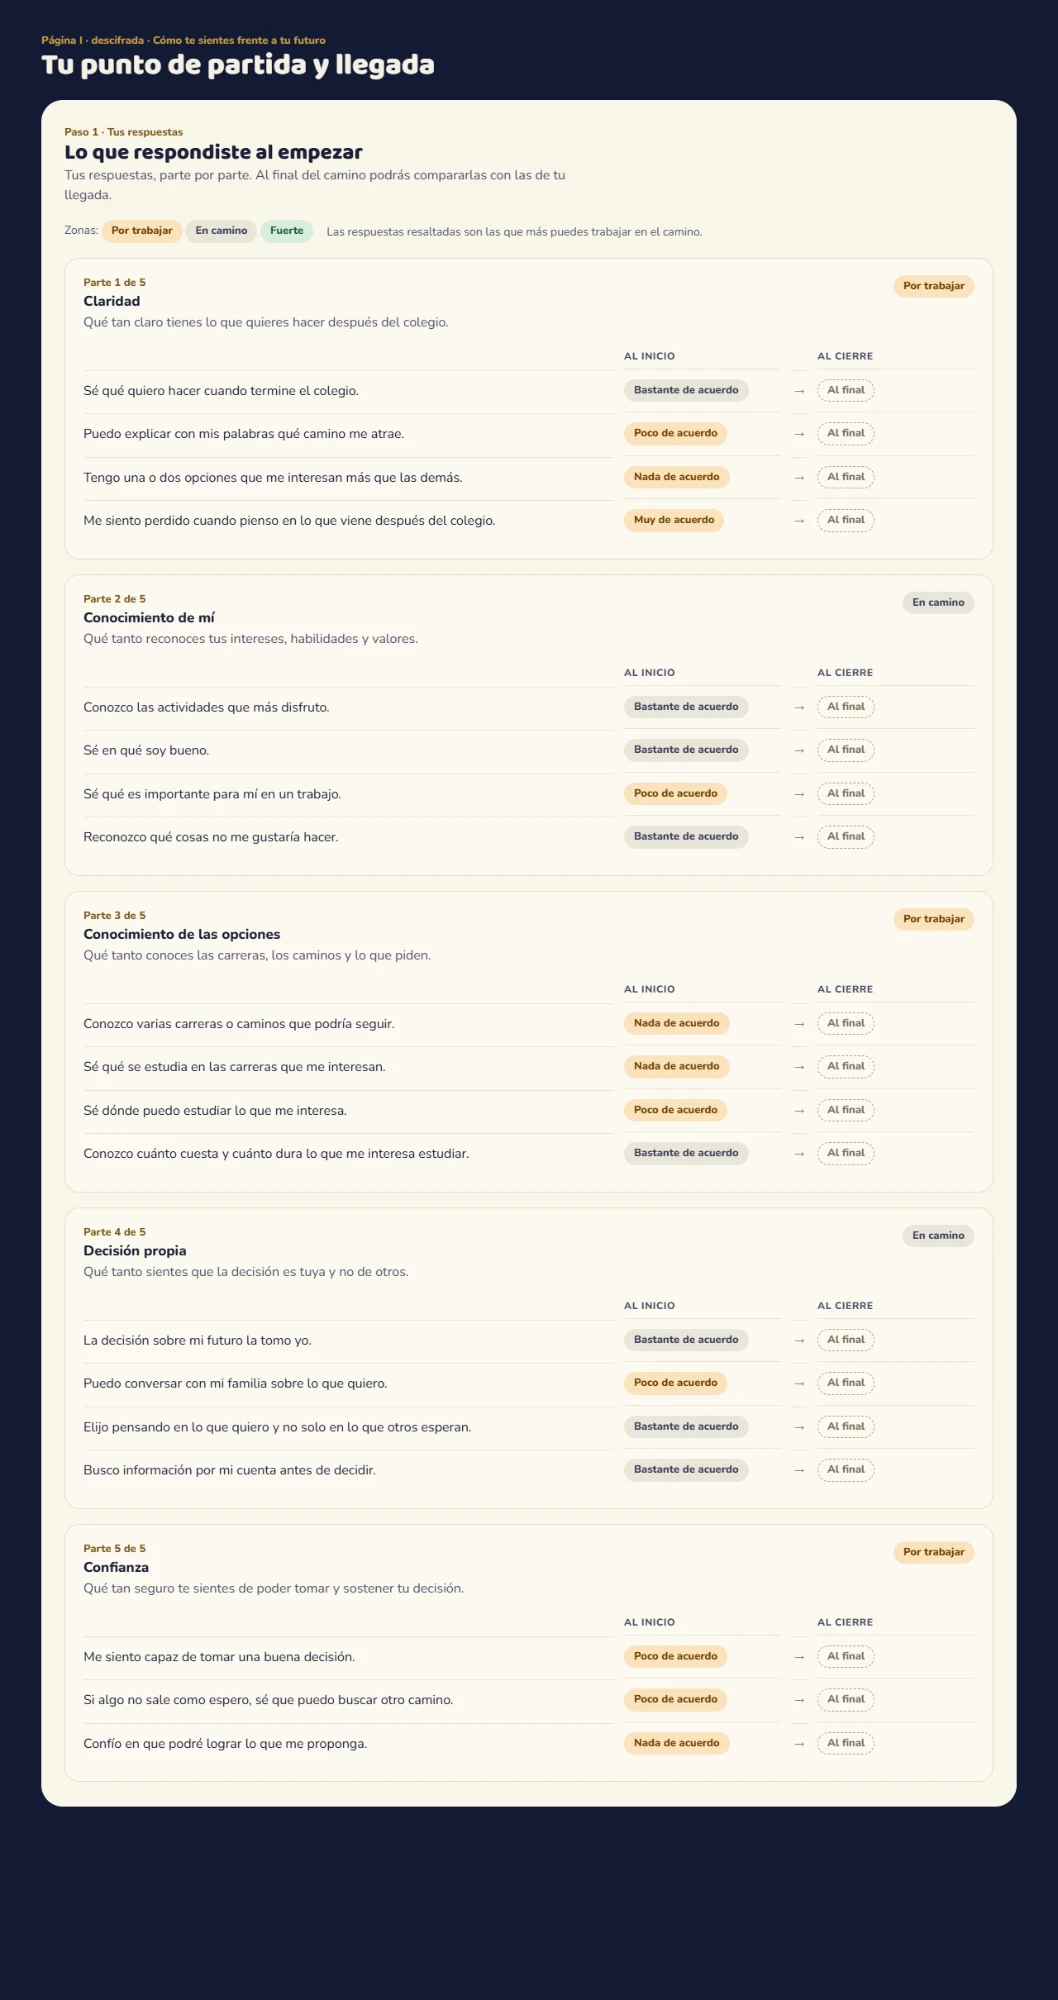 Página I · descifrada · Cómo te sientes frente a tu futuro
Tu punto de partida y llegada
Paso 1 · Tus respuestas
Lo que respondiste al empezar
Tus respuestas, parte por parte. Al final del camino podrás compararlas con las de tu
llegada.
Zonas: Por trabajar En camino Fuerte Las respuestas resaltadas son las que más puedes trabajar en el camino.
Parte 1 de 5 Por trabajar
Claridad
Qué tan claro tienes lo que quieres hacer después del colegio.
AL INICIO AL CIERRE
Sé qué quiero hacer cuando termine el colegio. Bastante de acuerdo → Al final
Puedo explicar con mis palabras qué camino me atrae. Poco de acuerdo → Al final
Tengo una o dos opciones que me interesan más que las demás. Nada de acuerdo → Al final
Me siento perdido cuando pienso en lo que viene después del colegio. Muy de acuerdo → Al final
Parte 2 de 5 En camino
Conocimiento de mí
Qué tanto reconoces tus intereses, habilidades y valores.
AL INICIO AL CIERRE
Conozco las actividades que más disfruto. Bastante de acuerdo → Al final
Sé en qué soy bueno. Bastante de acuerdo → Al final
Sé qué es importante para mí en un trabajo. Poco de acuerdo → Al final
Reconozco qué cosas no me gustaría hacer. Bastante de acuerdo → Al final
Parte 3 de 5 Por trabajar
Conocimiento de las opciones
Qué tanto conoces las carreras, los caminos y lo que piden.
AL INICIO AL CIERRE
Conozco varias carreras o caminos que podría seguir. Nada de acuerdo → Al final
Sé qué se estudia en las carreras que me interesan. Nada de acuerdo → Al final
Sé dónde puedo estudiar lo que me interesa. Poco de acuerdo → Al final
Conozco cuánto cuesta y cuánto dura lo que me interesa estudiar. Bastante de acuerdo → Al final
Parte 4 de 5 En camino
Decisión propia
Qué tanto sientes que la decisión es tuya y no de otros.
AL INICIO AL CIERRE
La decisión sobre mi futuro la tomo yo. Bastante de acuerdo → Al final
Puedo conversar con mi familia sobre lo que quiero. Poco de acuerdo → Al final
Elijo pensando en lo que quiero y no solo en lo que otros esperan. Bastante de acuerdo → Al final
Busco información por mi cuenta antes de decidir. Bastante de acuerdo → Al final
Parte 5 de 5 Por trabajar
Confianza
Qué tan seguro te sientes de poder tomar y sostener tu decisión.
AL INICIO AL CIERRE
Me siento capaz de tomar una buena decisión. Poco de acuerdo → Al final
Si algo no sale como espero, sé que puedo buscar otro camino. Poco de acuerdo → Al final
Confío en que podré lograr lo que me proponga. Nada de acuerdo → Al final